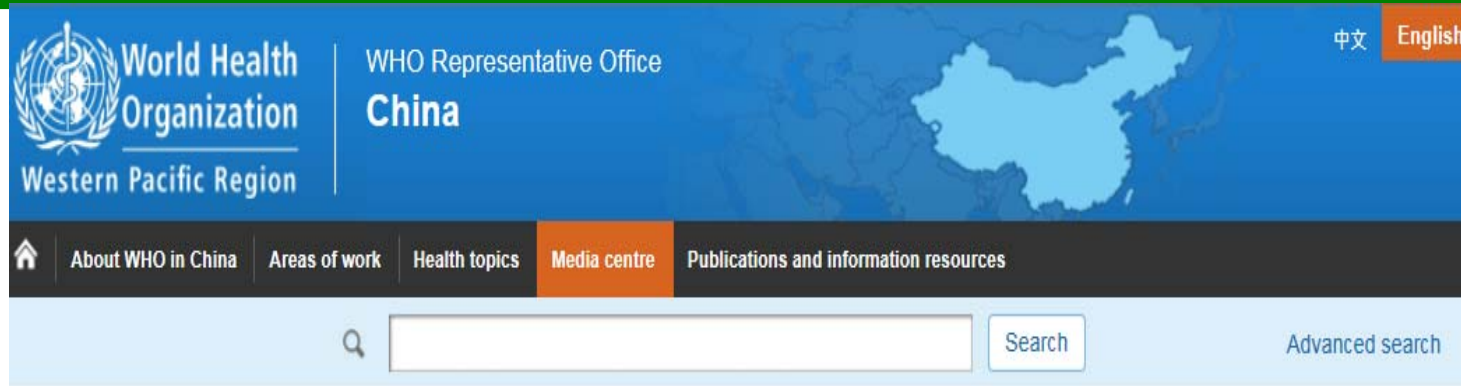 World Health
Organization
Western Pacific Region
WHO Representative Office
China
中文
English
About WHO in China
Areas of work
Health topics
Media centre
Publications and information resources
Search
Advanced search